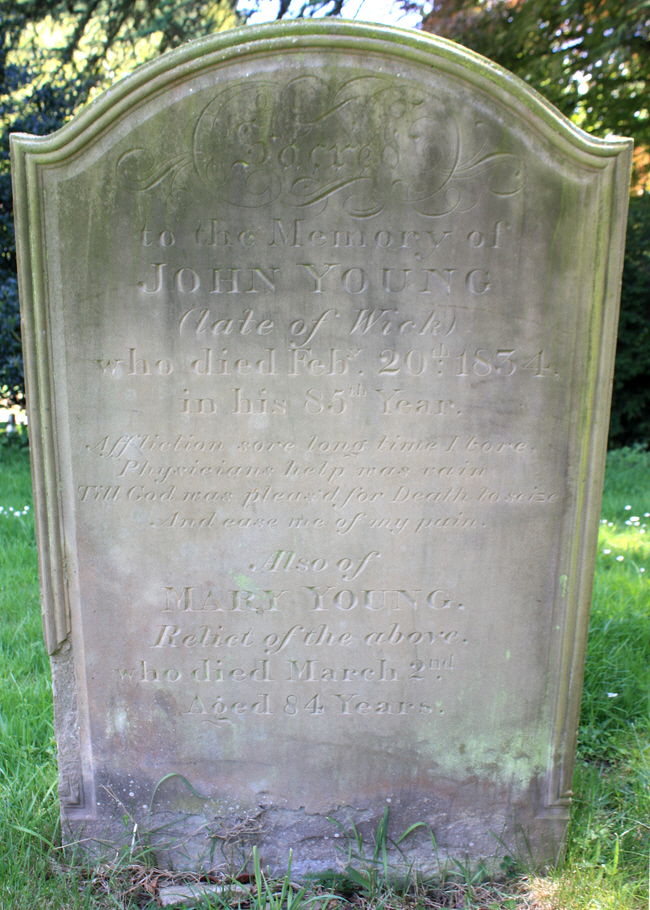 Sacred
to the Memory of
JOHN YOUNG
(late of Wick)
who died Feby. 20th. 1834.
in his 85th Year.
Affliction sore long time I bore,
Physicians help was vain
Till God was pleas'd for Death to seize
And ease me of my pain.
Also of
MARY YOUNG.
Relict of the above,
who died March 2nd.
Aged 84 Years.